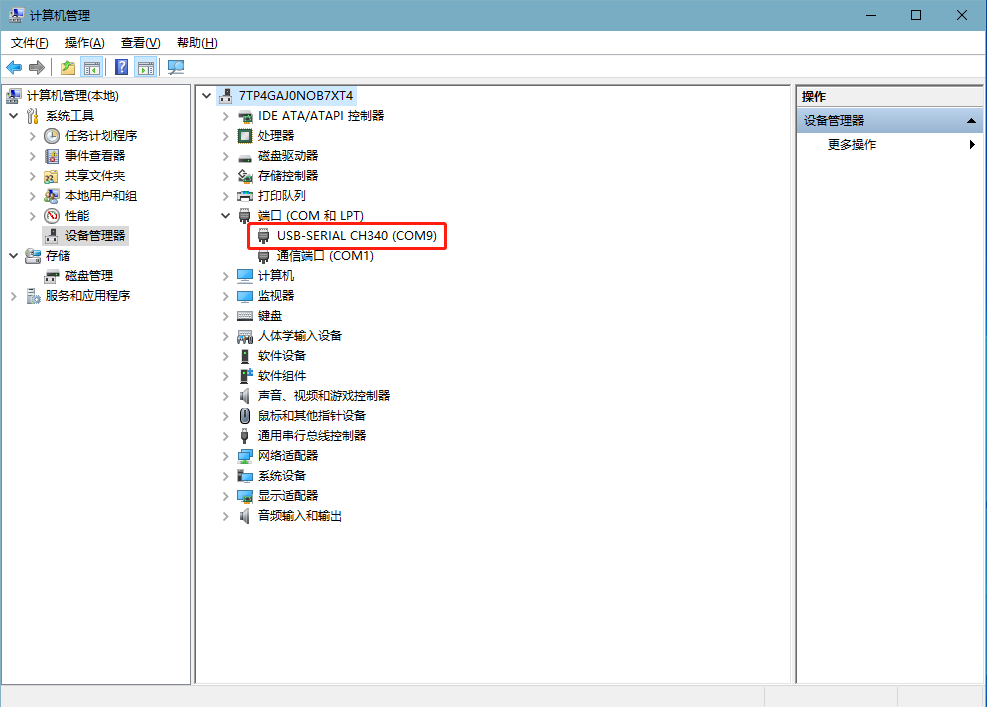 计算机管理
文件(F) 操作(A) 查看(V) 帮助(H)
计算机管理(本地)
系统工具
任务计划程序
事件查看器
共享文件夹
本地用户和组
性能
设备管理器
存储
磁盘管理
服务和应用程序
7TP4GAJ0NOB7XT4
IDE ATA/ATAPI 控制器
处理器
磁盘驱动器
存储控制器
打印队列
端口 (COM 和 LPT)
USB-SERIAL CH340 (COM9)
通信端口 (COM1)
计算机
监视器
键盘
人体学输入设备
软件设备
软件组件
声音、视频和游戏控制器
鼠标和其他指针设备
通用串行总线控制器
网络适配器
系统设备
显示适配器
音频输入和输出
操作
设备管理器
更多操作